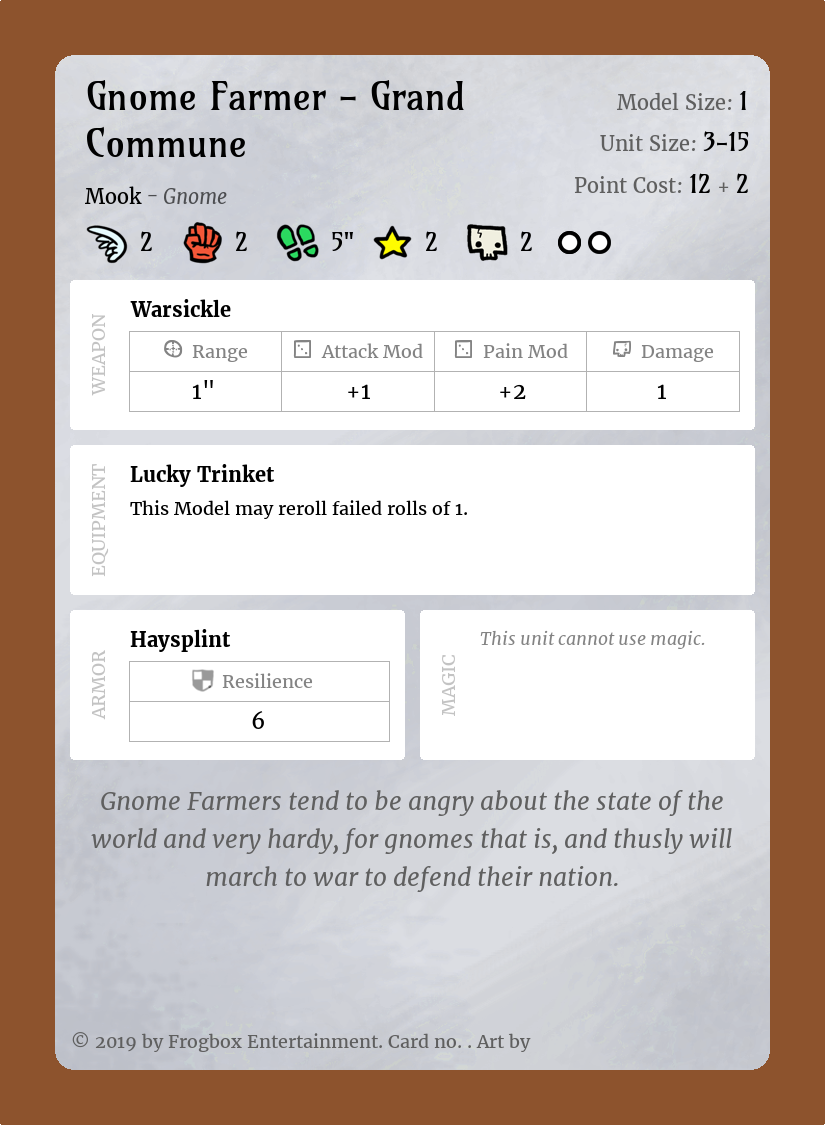 Gnome Farmer – Grand
Commune
Mook – Gnome
Model Size: 1
Unit Size: 3–15
Point Cost: 12 + 2
2 2 5" 2 2
WEAPON
Warsickle
Range Attack Mod Pain Mod Damage
1" +1 +2 1
EQUIPMENT
Lucky Trinket
This Model may reroll failed rolls of 1.
ARMOR
Haysplint
Resilience
6
MAGIC
This unit cannot use magic.
Gnome Farmers tend to be angry about the state of the
world and very hardy, for gnomes that is, and thusly will
march to war to defend their nation.
© 2019 by Frogbox Entertainment. Card no. . Art by